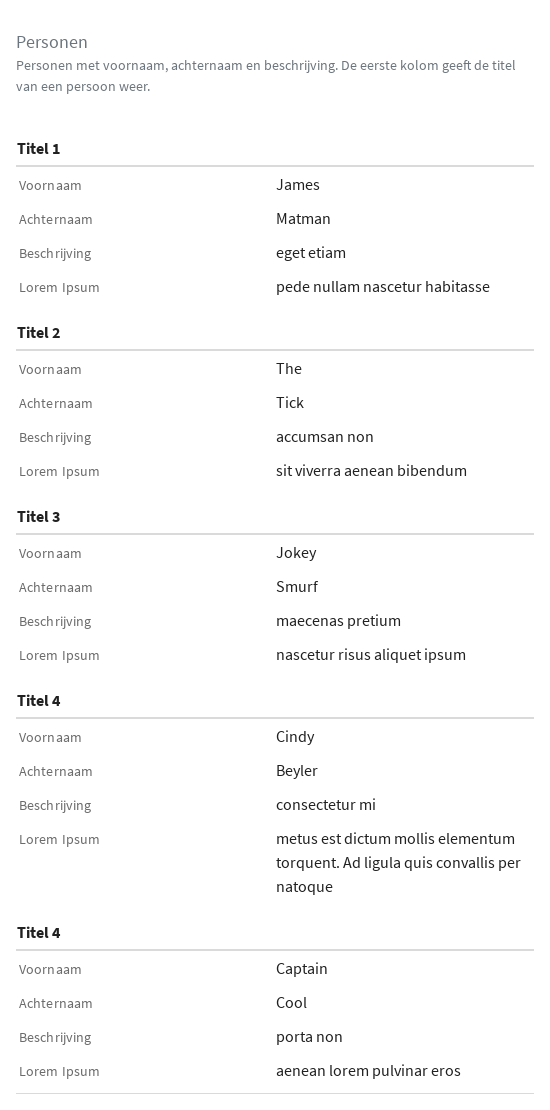 Personen
Personen met voornaam, achternaam en beschrijving. De eerste kolom geeft de titel
van een persoon weer.
Titel 1
Voornaam James
Achternaam Matman
Beschrijving eget etiam
Lorem Ipsum pede nullam nascetur habitasse
Titel 2
Voornaam The
Achternaam Tick
Beschrijving accumsan non
Lorem Ipsum sit viverra aenean bibendum
Titel 3
Voornaam Jokey
Achternaam Smurf
Beschrijving maecenas pretium
Lorem Ipsum nascetur risus aliquet ipsum
Titel 4
Voornaam Cindy
Achternaam Beyler
Beschrijving consectetur mi
Lorem Ipsum metus est dictum mollis elementum
torquent. Ad ligula quis convallis per
natoque
Titel 4
Voornaam Captain
Achternaam Cool
Beschrijving porta non
Lorem Ipsum aenean lorem pulvinar eros